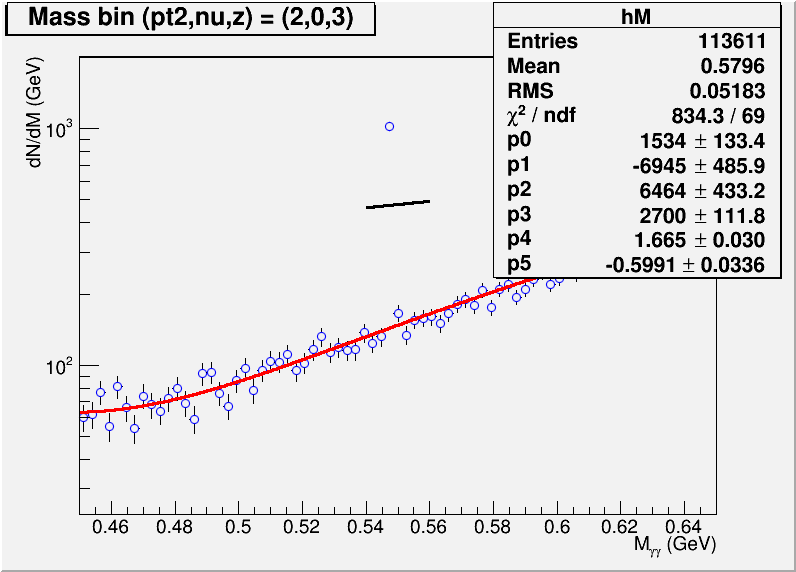 Mass bin (pt2,nu,z) = (2,0,3)
hM
Entries 113611
Mean 0.5796
RMS 0.05183
χ² / ndf 834.3 / 69
p0 1534 ± 133.4
p1 -6945 ± 485.9
p2 6464 ± 433.2
p3 2700 ± 111.8
p4 1.665 ± 0.030
p5 -0.5991 ± 0.0336
dN/dM (GeV)
10³
10²
0.46 0.48 0.5 0.52 0.54 0.56 0.58 0.6 0.62 0.64
Mγγ (GeV)